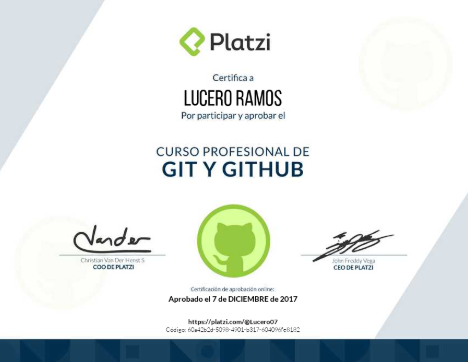 Platzi
Certifica a
LUCERO RAMOS
Por participar y aprobar el
CURSO PROFESIONAL DE
GIT Y GITHUB
Christian Van Der Henst S
COO DE PLATZI
John Freddy Vega
CEO DE PLATZI
Certificación de aprobación online:
Aprobado el 7 de DICIEMBRE de 2017
https://platzi.com/@Lucero07
Código: